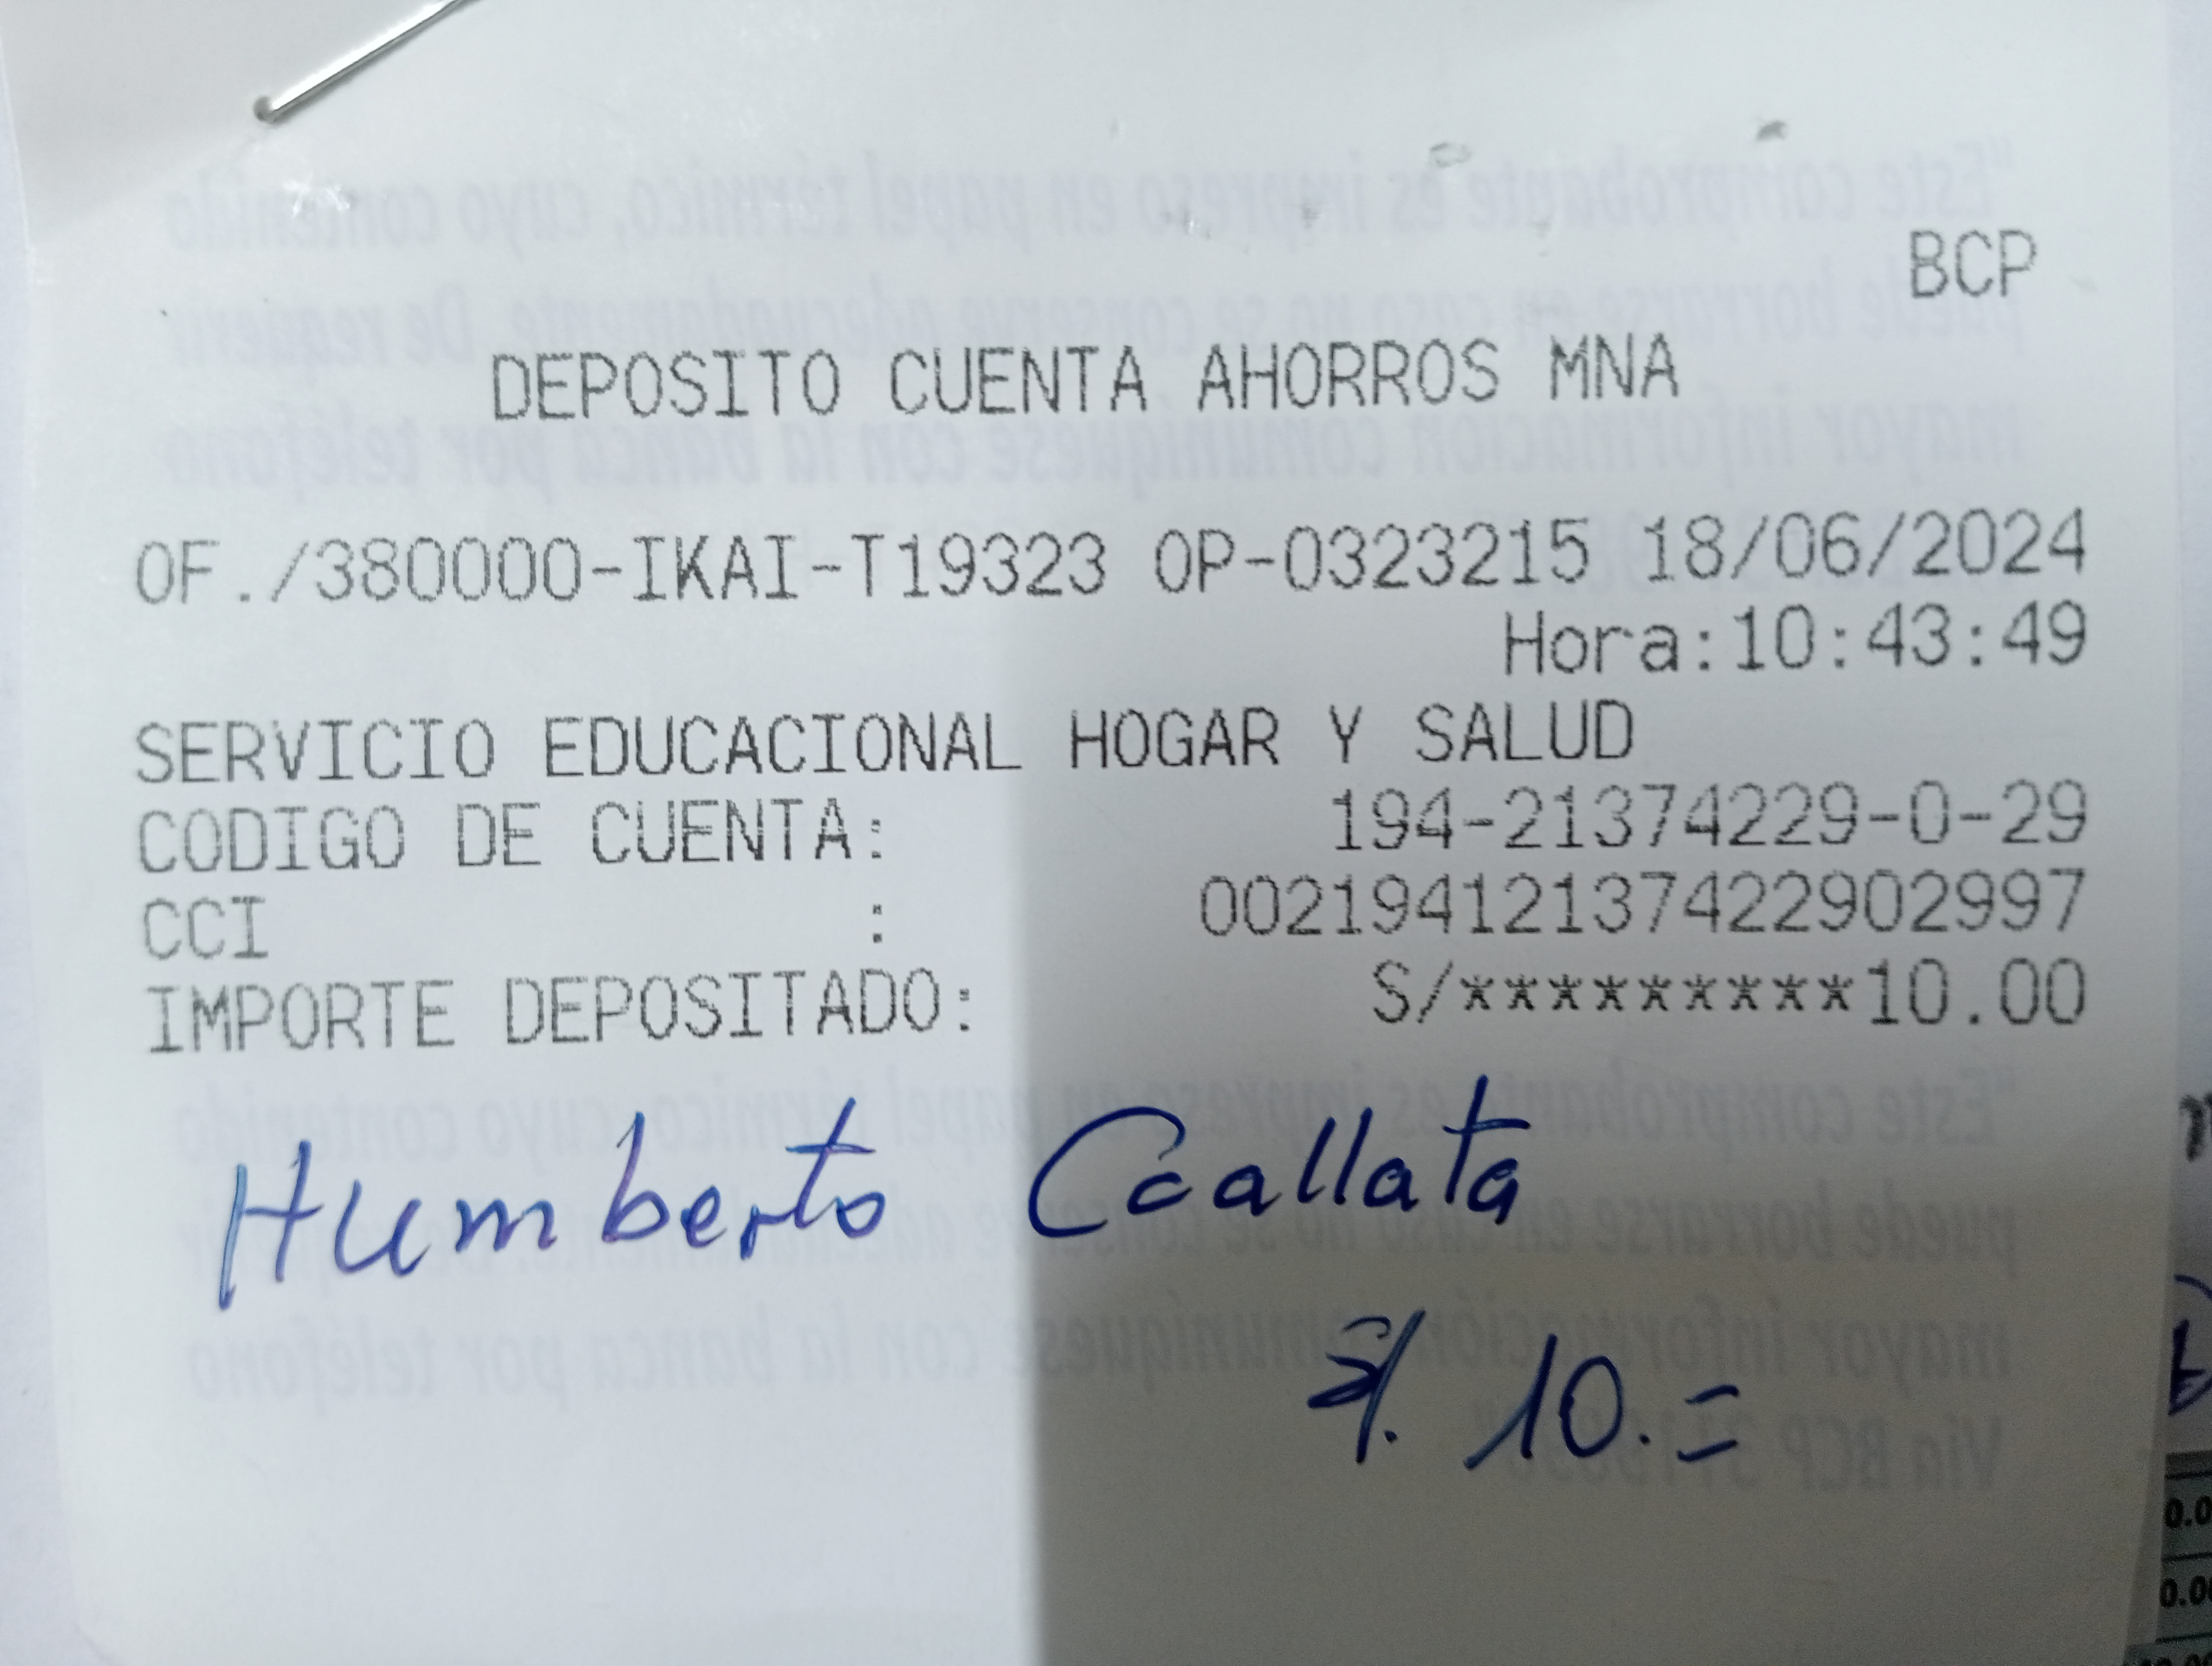 BCP
DEPOSITO CUENTA AHORROS MNA
OF./380000-IKAI-T19323 OP-0323215 18/06/2024
Hora:10:43:49
SERVICIO EDUCACIONAL HOGAR Y SALUD
CODIGO DE CUENTA: 194-21374229-0-29
CCI : 00219412137422902997
IMPORTE DEPOSITADO: S/*********10.00
Humberto Ccallata
S/. 10.=